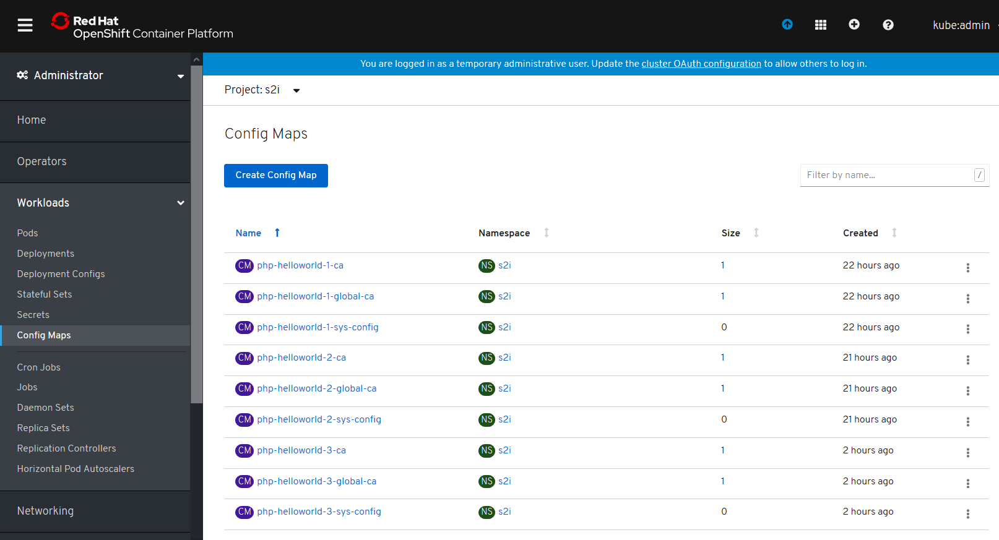 Red Hat
OpenShift Container Platform
kube:admin
You are logged in as a temporary administrative user. Update the cluster OAuth configuration to allow others to log in.
Administrator
Home
Operators
Workloads
Pods
Deployments
Deployment Configs
Stateful Sets
Secrets
Config Maps
Cron Jobs
Jobs
Daemon Sets
Replica Sets
Replication Controllers
Horizontal Pod Autoscalers
Networking
Project: s2i
Config Maps
Create Config Map
Filter by name... /
Name Namespace Size Created
CM php-helloworld-1-ca NS s2i 1 22 hours ago
CM php-helloworld-1-global-ca NS s2i 1 22 hours ago
CM php-helloworld-1-sys-config NS s2i 0 22 hours ago
CM php-helloworld-2-ca NS s2i 1 21 hours ago
CM php-helloworld-2-global-ca NS s2i 1 21 hours ago
CM php-helloworld-2-sys-config NS s2i 0 21 hours ago
CM php-helloworld-3-ca NS s2i 1 2 hours ago
CM php-helloworld-3-global-ca NS s2i 1 2 hours ago
CM php-helloworld-3-sys-config NS s2i 0 2 hours ago